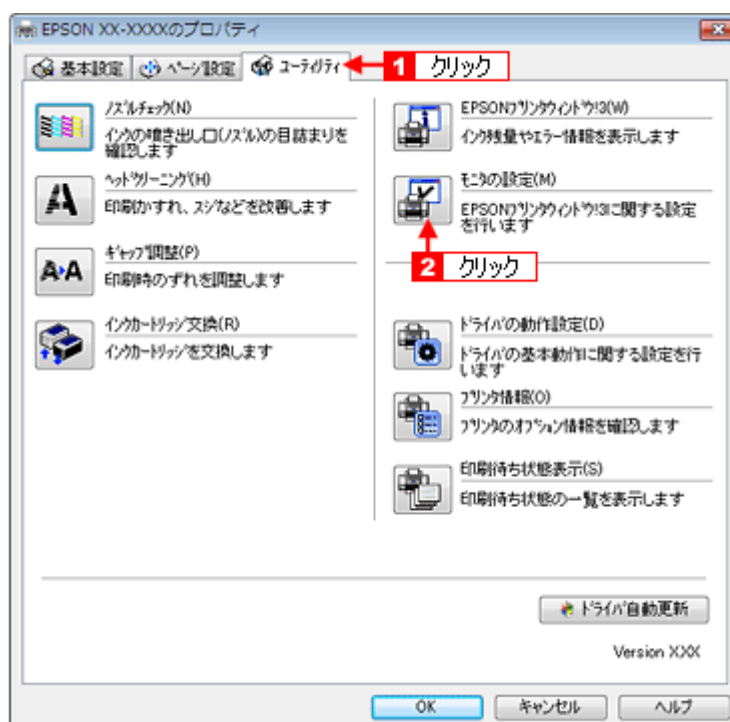 EPSON XX-XXXXのプロパティ
基本設定 ページ設定 ユーティリティ
1 クリック
ノズルチェック(N)
インクの噴き出し口(ノズル)の目詰まりを
確認します
ヘッドクリーニング(H)
印刷かすれ、スジなどを改善します
ギャップ調整(P)
印刷時のずれを調整します
インクカートリッジ交換(R)
インクカートリッジを交換します
EPSONプリンタウィンドウ!3(W)
インク残量やエラー情報を表示します
モニタの設定(M)
EPSONプリンタウィンドウ!3に関する設定
を行います
2 クリック
ドライバの動作設定(D)
ドライバの基本動作に関する設定を行
います
プリンタ情報(O)
プリンタのオプション情報を確認します
印刷待ち状態表示(S)
印刷待ち状態の一覧を表示します
ドライバ自動更新
Version X.XX
OK キャンセル ヘルプ